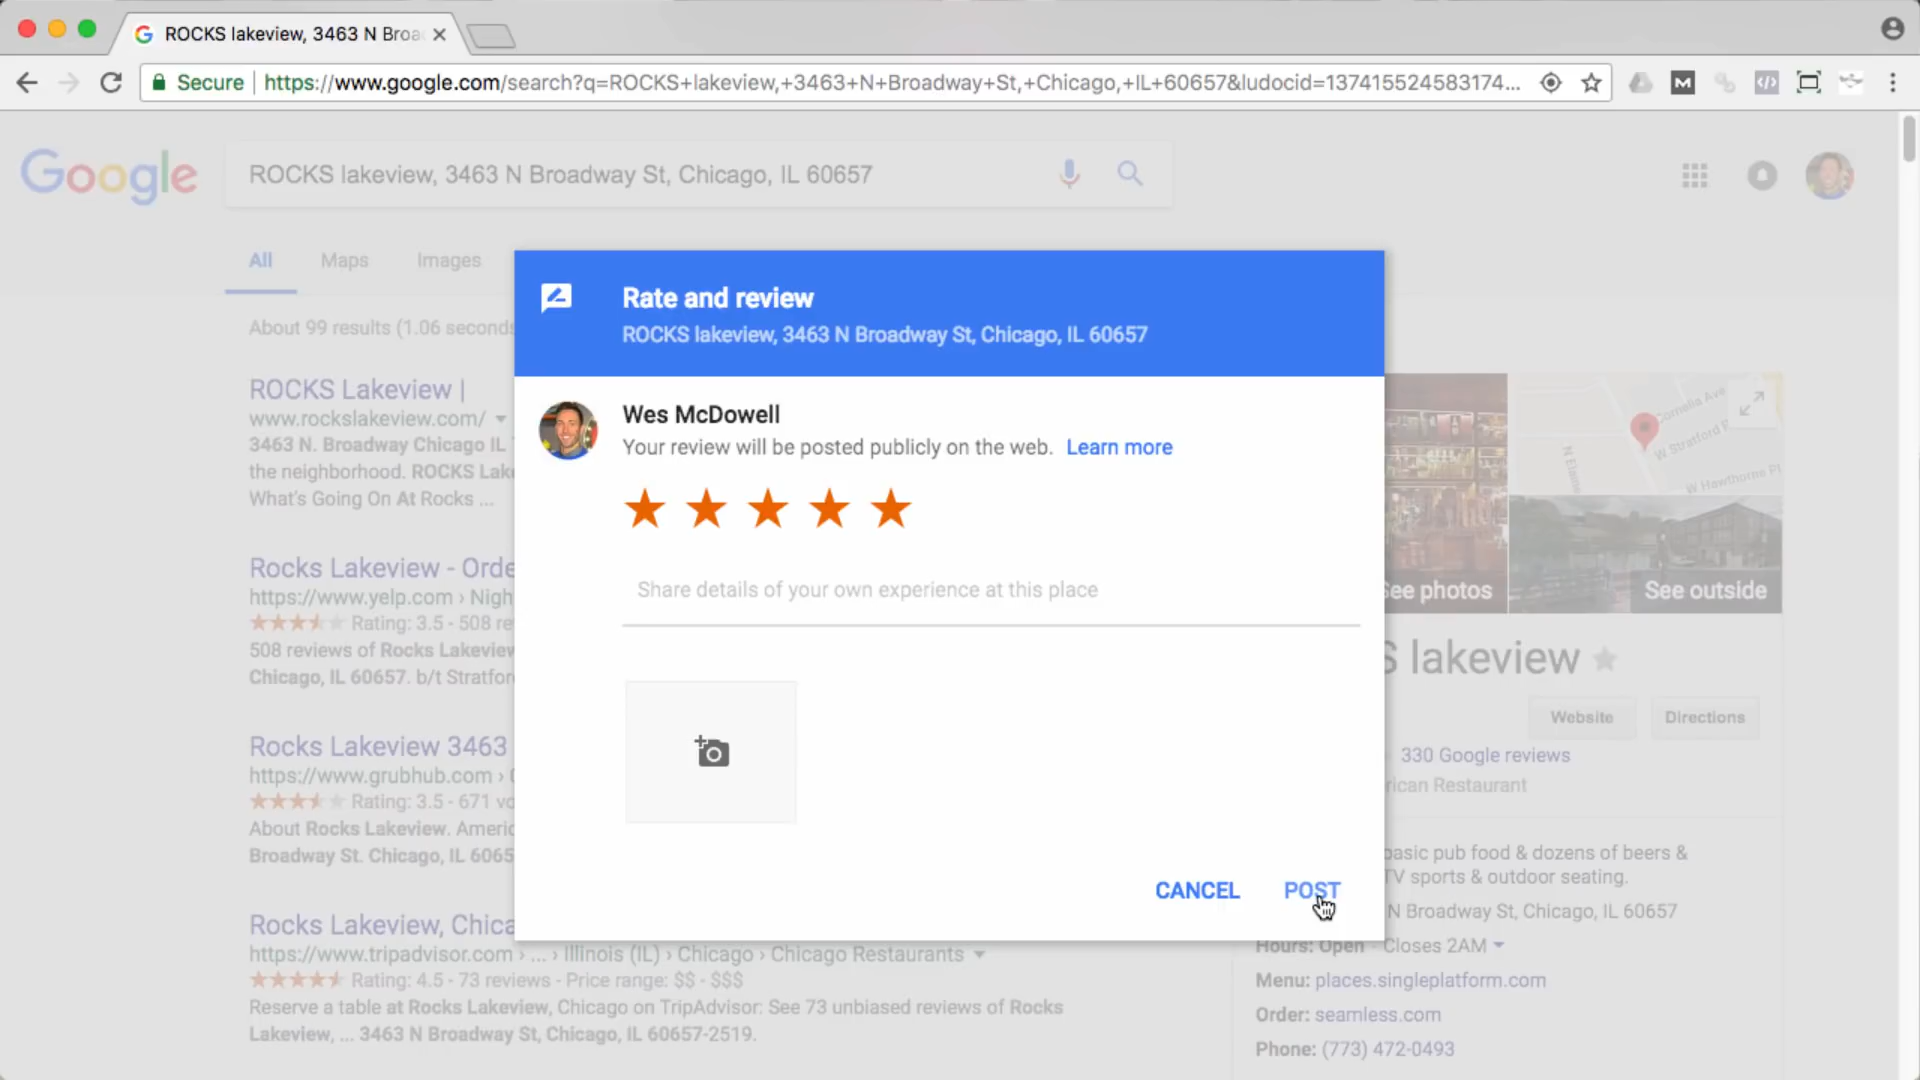 ROCKS lakeview, 3463 N Broa
Secure https://www.google.com/search?q=ROCKS+lakeview,+3463+N+Broadway+St,+Chicago,+IL+60657&ludocid=137415524583174...
Google
ROCKS lakeview, 3463 N Broadway St, Chicago, IL 60657
All Maps Images
About 99 results (1.06 seconds
ROCKS Lakeview |
www.rockslakeview.com/
3463 N. Broadway Chicago IL
the neighborhood. ROCKS Lak
What's Going On At Rocks ...
Rocks Lakeview - Orde
https://www.yelp.com › Nigh
Rating: 3.5 - 508 re
508 reviews of Rocks Lakeview
Chicago, IL 60657. b/t Stratfor
Rocks Lakeview 3463
https://www.grubhub.com ›
Rating: 3.5 - 671 vo
About Rocks Lakeview. Americ
Broadway St. Chicago, IL 6065
Rocks Lakeview, Chica
https://www.tripadvisor.com › ... › Illinois (IL) › Chicago › Chicago Restaurants
Rating: 4.5 - 73 reviews - Price range: $$ - $$$
Reserve a table at Rocks Lakeview, Chicago on TripAdvisor: See 73 unbiased reviews of Rocks
Lakeview, ... 3463 N Broadway St, Chicago, IL 60657-2519.
Rate and review
ROCKS lakeview, 3463 N Broadway St, Chicago, IL 60657
Wes McDowell
Your review will be posted publicly on the web. Learn more
Share details of your own experience at this place
CANCEL POST
Cornelia Ave
W Stratford P
N Elaine
W Hawthorne Pl
See photos
See outside
S lakeview
Website Directions
330 Google reviews
rican Restaurant
basic pub food & dozens of beers &
TV sports & outdoor seating.
N Broadway St, Chicago, IL 60657
Hours: Open · Closes 2AM
Menu: places.singleplatform.com
Order: seamless.com
Phone: (773) 472-0493